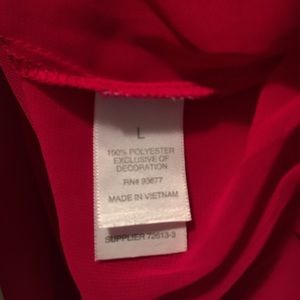 L
100% POLYESTER
EXCLUSIVE OF
DECORATION
RN# 93677
MADE IN VIETNAM
SUPPLIER 72613-3